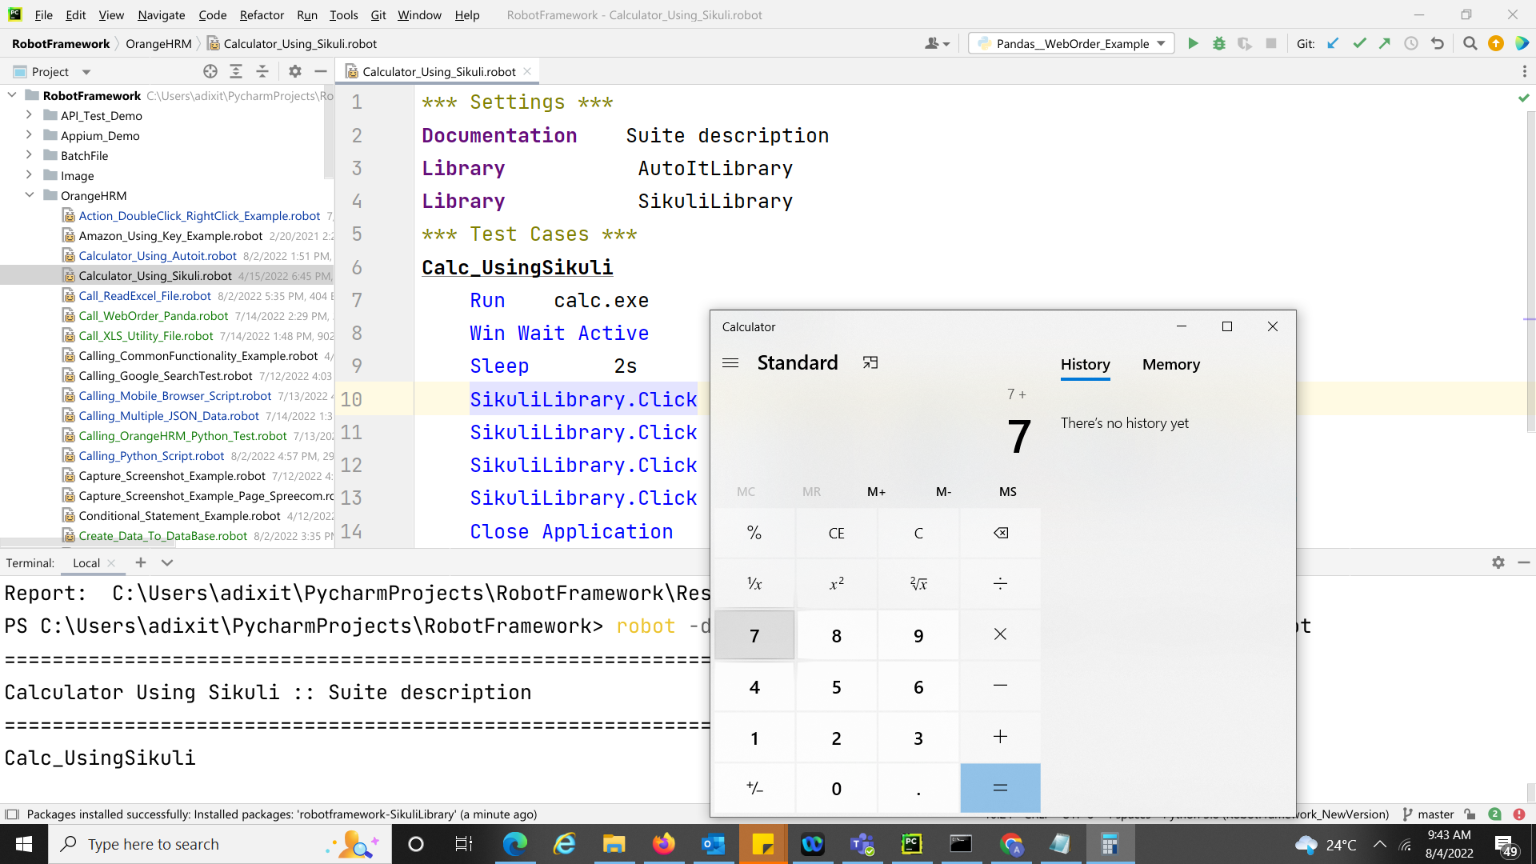 File Edit View Navigate Code Refactor Run Tools Git Window Help RobotFramework - Calculator_Using_Sikuli.robot
RobotFramework OrangeHRM Calculator_Using_Sikuli.robot Pandas__WebOrder_Example Git:
Project Calculator_Using_Sikuli.robot
RobotFramework C:\Users\adixit\PycharmProjects\Ro
API_Test_Demo
Appium_Demo
BatchFile
Image
OrangeHRM
Action_DoubleClick_RightClick_Example.robot 7,
Amazon_Using_Key_Example.robot 2/20/2021 2:2
Calculator_Using_Autoit.robot 8/2/2022 1:51 PM,
Calculator_Using_Sikuli.robot 4/15/2022 6:45 PM,
Call_ReadExcel_File.robot 8/2/2022 5:35 PM, 404 B
Call_WebOrder_Panda.robot 7/14/2022 2:29 PM,
Call_XLS_Utility_File.robot 7/14/2022 1:48 PM, 902
Calling_CommonFunctionality_Example.robot 4/
Calling_Google_SearchTest.robot 7/12/2022 4:03
Calling_Mobile_Browser_Script.robot 7/13/2022
Calling_Multiple_JSON_Data.robot 7/14/2022 1:3
Calling_OrangeHRM_Python_Test.robot 7/13/202
Calling_Python_Script.robot 8/2/2022 4:57 PM, 29
Capture_Screenshot_Example.robot 7/12/2022 4:
Capture_Screenshot_Example_Page_Spreecom.ro
Conditional_Statement_Example.robot 4/12/2022
Create_Data_To_DataBase.robot 8/2/2022 3:35 PM
1 *** Settings ***
2 Documentation Suite description
3 Library AutoItLibrary
4 Library SikuliLibrary
5 *** Test Cases ***
6 Calc_UsingSikuli
7 Run calc.exe
8 Win Wait Active
9 Sleep 2s
10 SikuliLibrary.Click
11 SikuliLibrary.Click
12 SikuliLibrary.Click
13 SikuliLibrary.Click
14 Close Application
Calculator
Standard History Memory
7 +
7
There's no history yet
MC MR M+ M- MS
% CE C ⌫
¹/x x² ²√x ÷
7 8 9 ×
4 5 6 −
1 2 3 +
+/− 0 . =
Terminal: Local
Report: C:\Users\adixit\PycharmProjects\RobotFramework\Res
PS C:\Users\adixit\PycharmProjects\RobotFramework> robot -d ot
==========================================================
Calculator Using Sikuli :: Suite description
==========================================================
Calc_UsingSikuli
Packages installed successfully: Installed packages: 'robotframework-SikuliLibrary' (a minute ago) _NewVersion) master 2
Type here to search 24°C 9:43 AM
8/4/2022 49